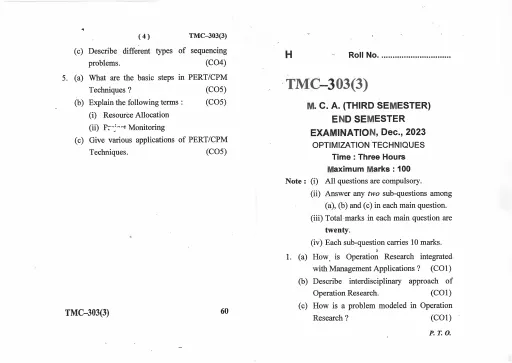 ( 4 ) TMC–303(3)
(c) Describe different types of sequencing
problems. (CO4)
5. (a) What are the basic steps in PERT/CPM
Techniques ? (CO5)
(b) Explain the following terms : (CO5)
(i) Resource Allocation
(ii) Monitoring
(c) Give various applications of PERT/CPM
Techniques. (CO5)
TMC–303(3) 60
H Roll No. ..............................
TMC–303(3)
M. C. A. (THIRD SEMESTER)
END SEMESTER
EXAMINATION, Dec., 2023
OPTIMIZATION TECHNIQUES
Time : Three Hours
Maximum Marks : 100
Note : (i) All questions are compulsory.
(ii) Answer any two sub-questions among
(a), (b) and (c) in each main question.
(iii) Total marks in each main question are
twenty.
(iv) Each sub-question carries 10 marks.
1. (a) How is Operation Research integrated
with Management Applications ? (CO1)
(b) Describe interdisciplinary approach of
Operation Research. (CO1)
(c) How is a problem modeled in Operation
Research ? (CO1)
P. T. O.